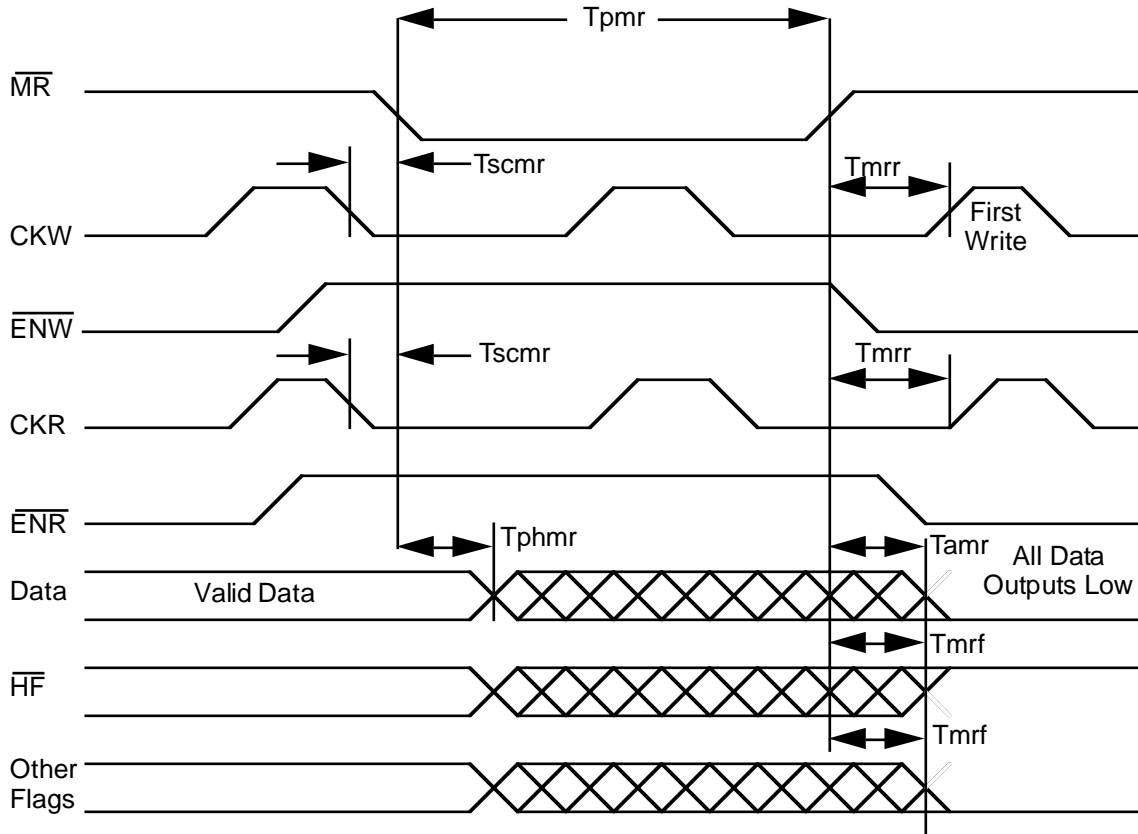 Tpmr
MR
Tscmr
Tmrr
CKW
First
Write
ENW
Tscmr
Tmrr
CKR
ENR
Tphmr
Tamr
All Data
Outputs Low
Data
Valid Data
Tmrf
HF
Tmrf
Other
Flags